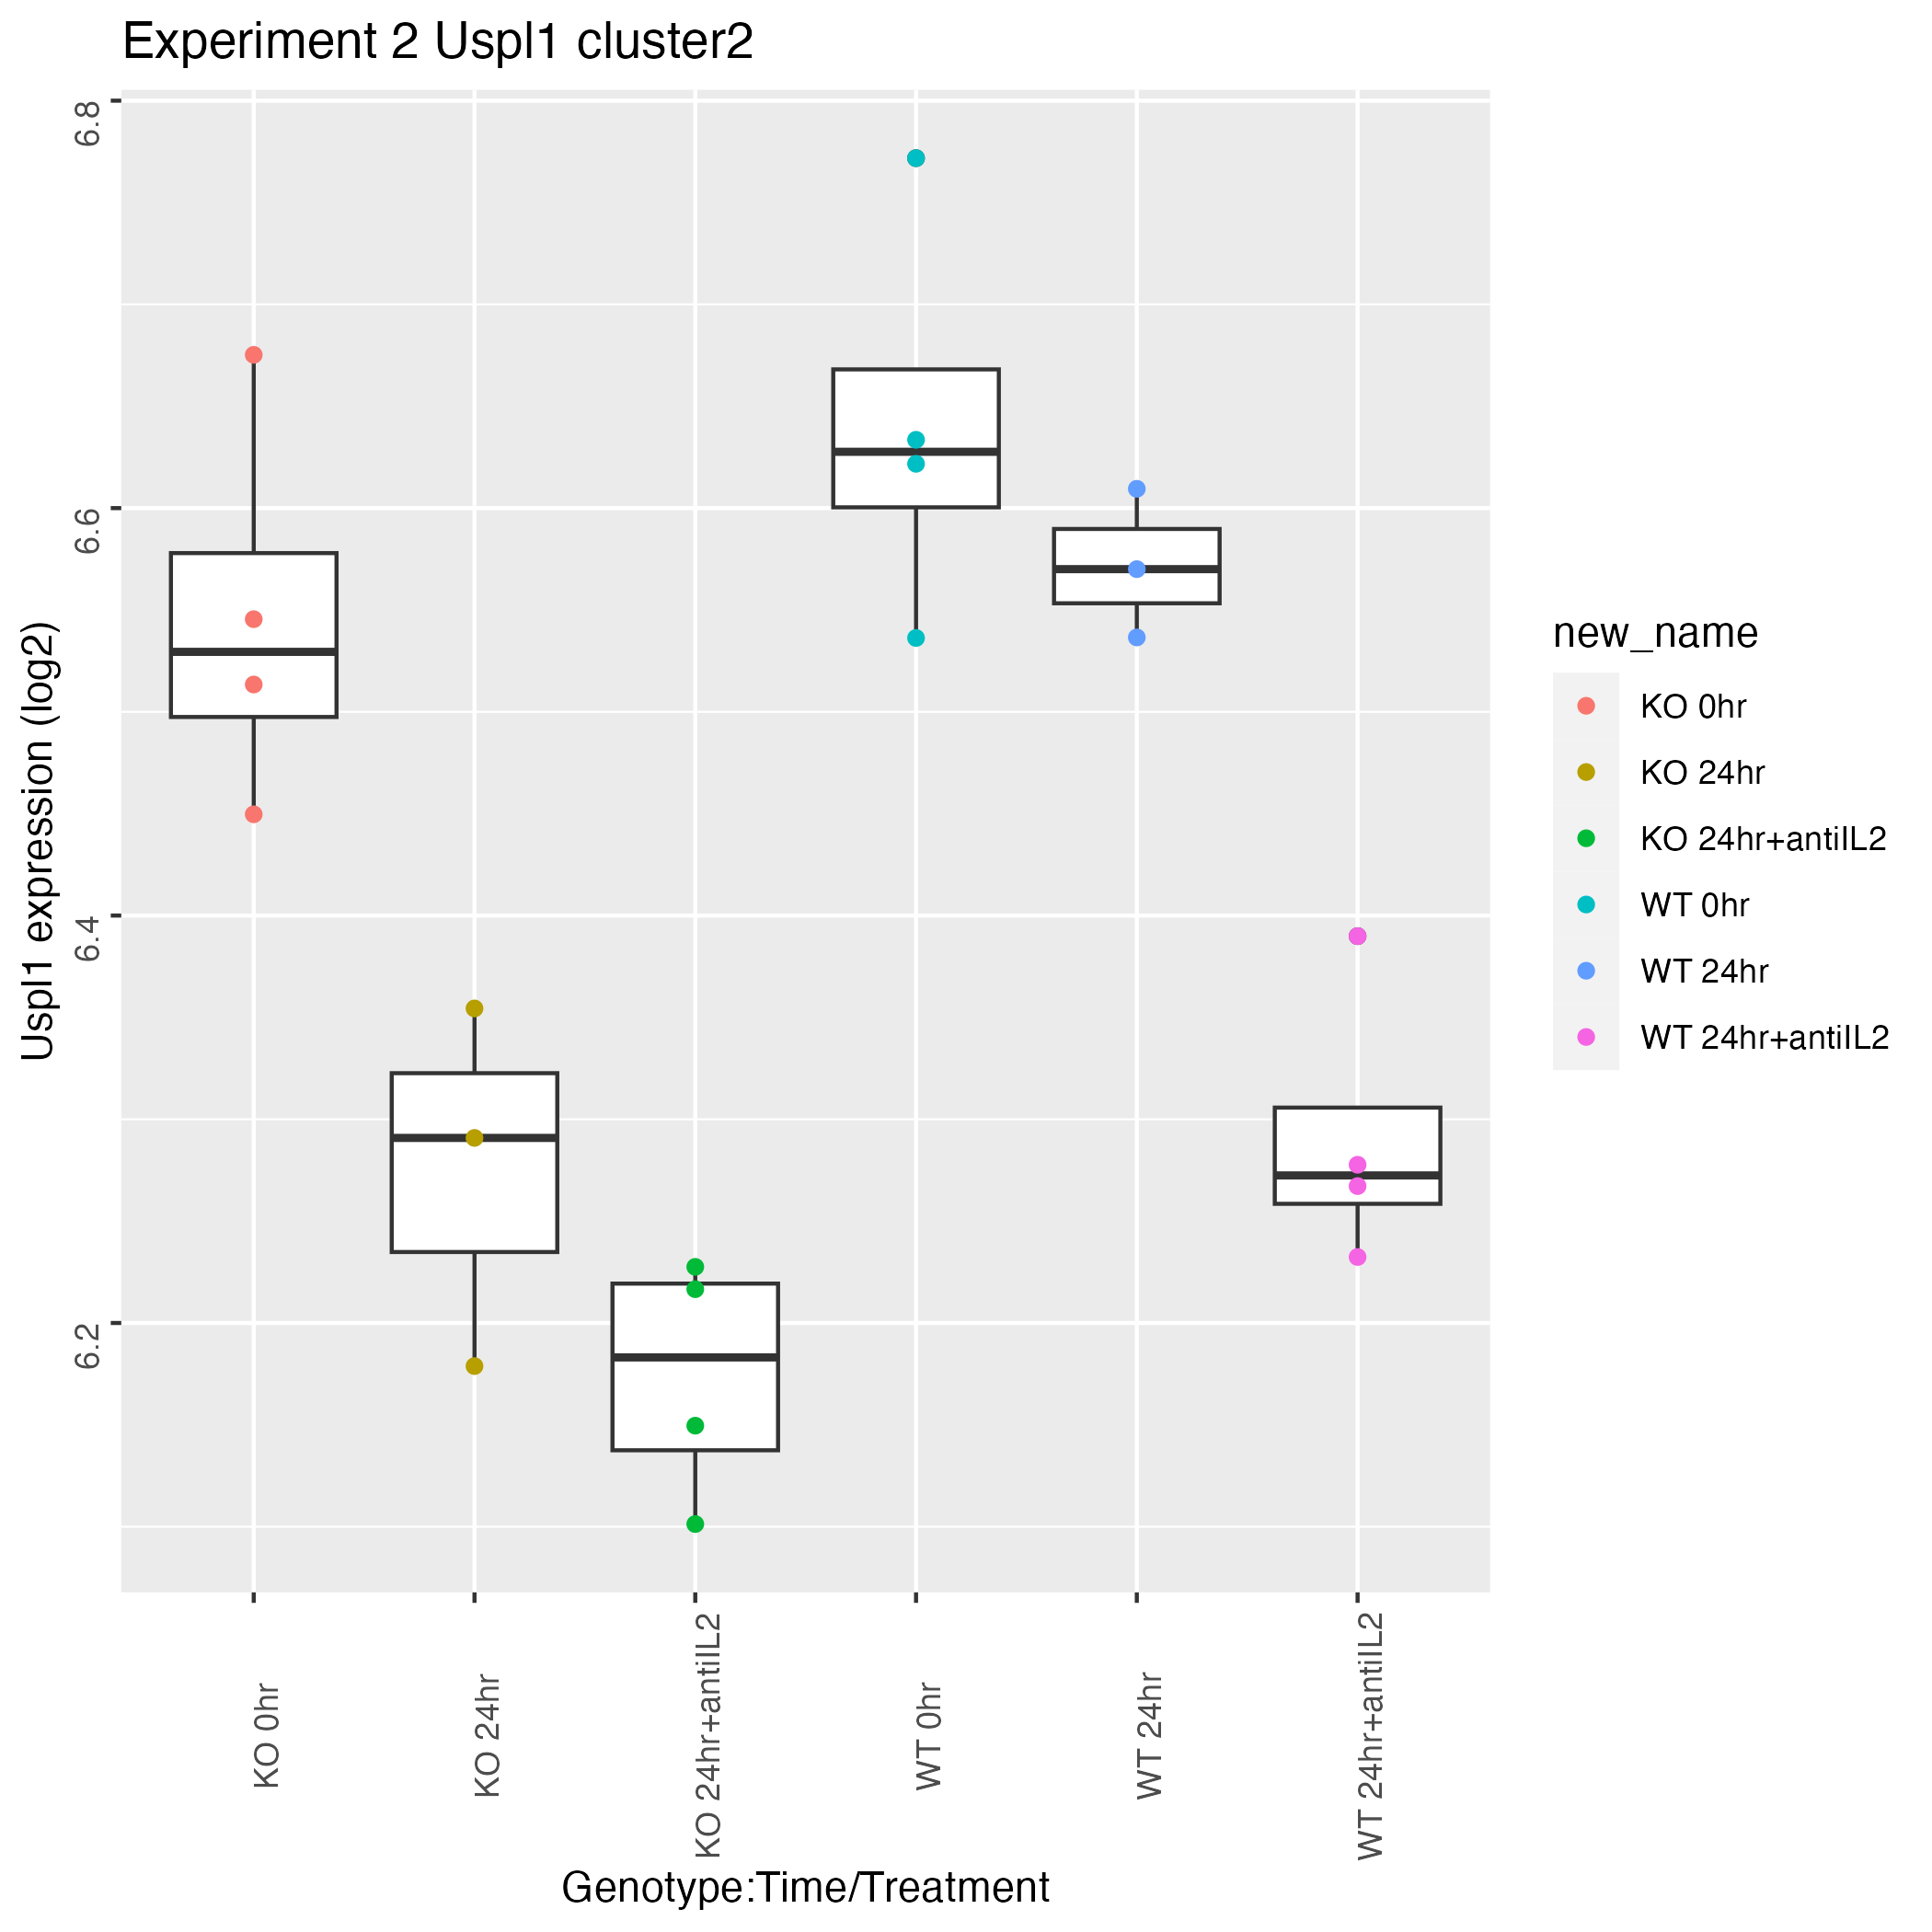 Experiment 2 Uspl1 cluster2
Uspl1 expression (log2)
6.8
6.6
6.4
6.2
KO 0hr
KO 24hr
KO 24hr+antiIL2
WT 0hr
WT 24hr
WT 24hr+antiIL2
Genotype:Time/Treatment
new_name
KO 0hr
KO 24hr
KO 24hr+antiIL2
WT 0hr
WT 24hr
WT 24hr+antiIL2